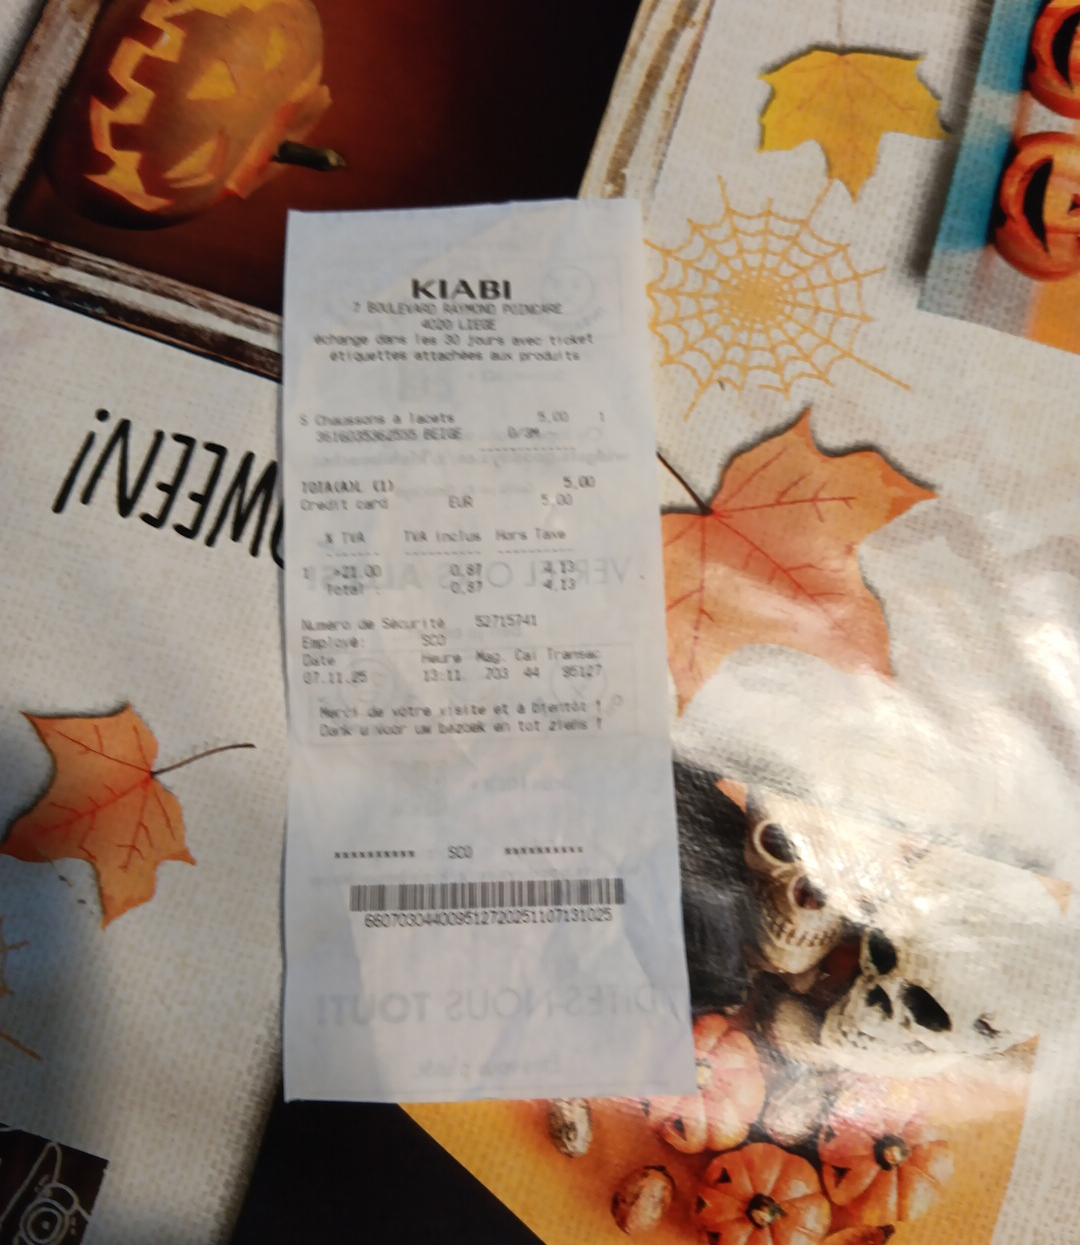 KIABI
7 BOULEVARD RAYMOND POINCARE
4020 LIEGE
échange dans les 30 jours avec ticket
étiquettes attachées aux produits
S Chaussons à lacets 5,00 1
3616035362555 BEIGE 0/3M
TOTA(A)L (1) 5,00
Credit card EUR 5,00
% TVA TVA inclus Hors Taxe
1 >21.00 0,87 4,13
Total : 0,87 4,13
Numéro de Sécurité 52715741
Employé: SCO
Date Heure Mag. Cai Transac
07.11.25 13:11 703 44 95127
Merci de votre visite et à bientôt !
Dank u voor uw bezoek en tot ziens !
********** SCO **********
660703044009512720251107131025
WEEN!
DITES-NOUS TOUT!